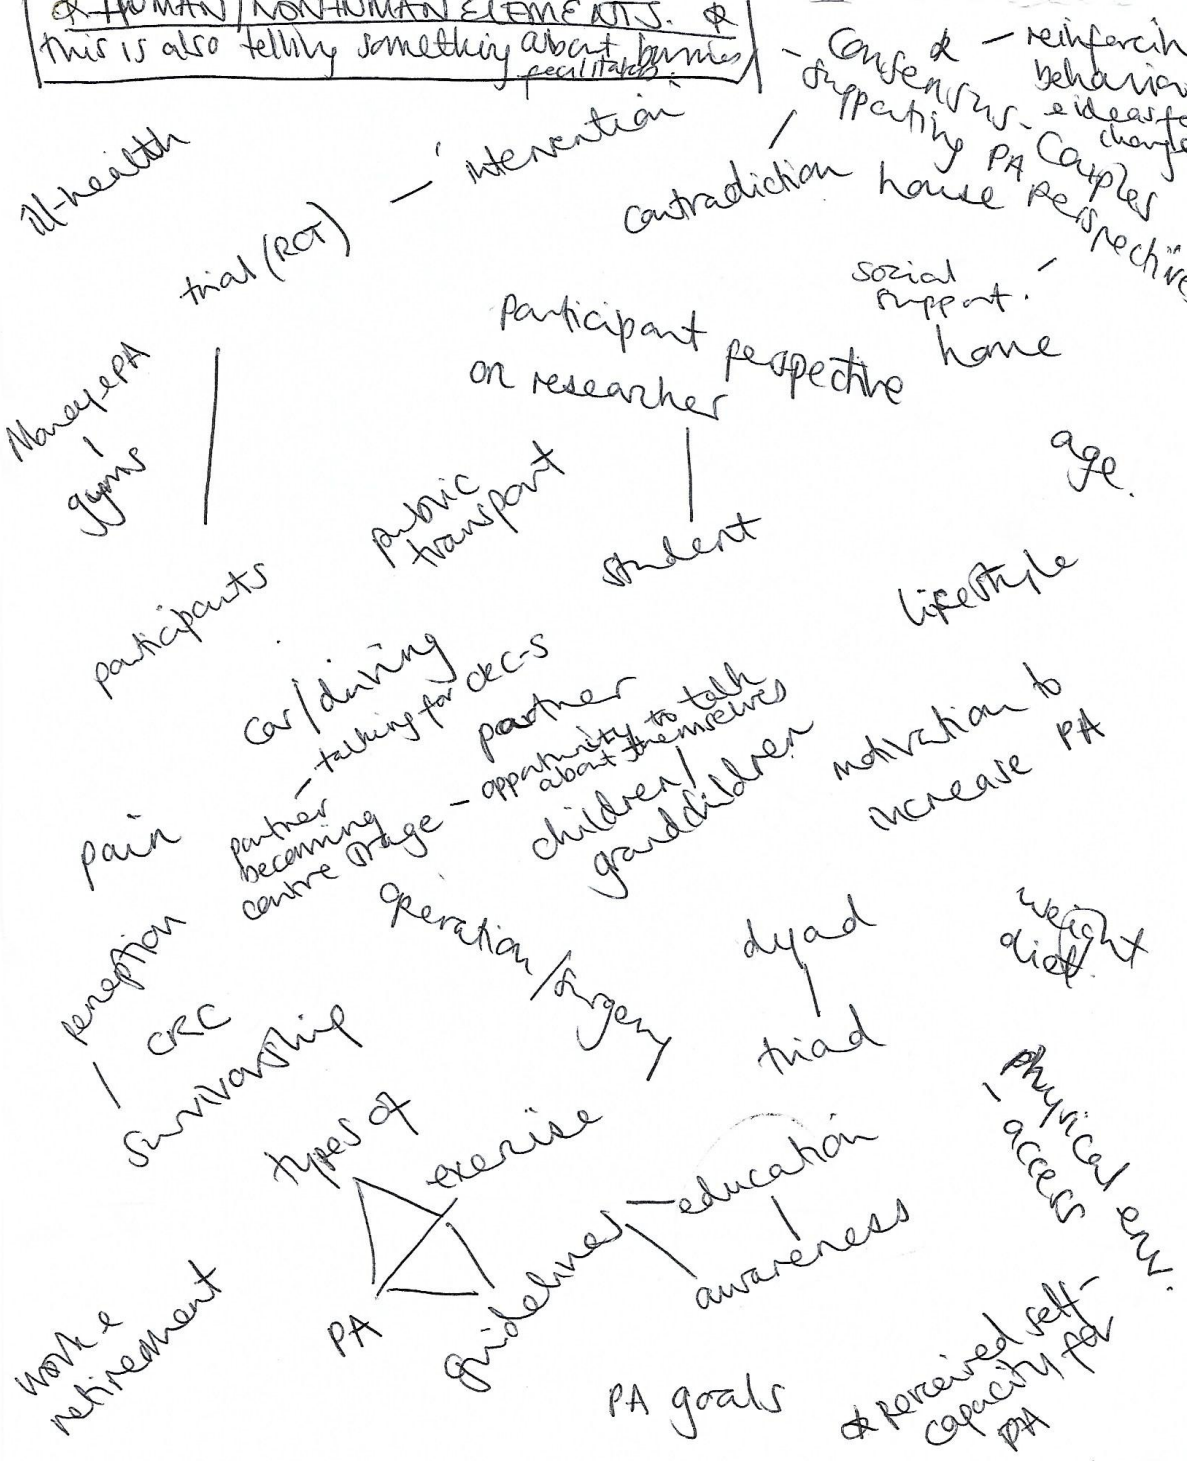 * HUMAN/NONHUMAN ELEMENTS. *
This is also telling something about barriers
facilitators.
- Consensus *
supporting PA
- reinforcin
behaviour
e ideas fo
change
- Couples
Perspective
ill-health
intervention
contradiction
house
trial (RCT)
social
support.
home
participant perspective
on researcher
Money & PA
gyms
age.
public
transport
student
lifestyle
participants
car/driving
- talking for CRC-S
partner
- opportunity to talk
about themselves
partner
becoming
centre stage
children/
grandchildren
motivation to
increase PA
pain
operation/surgery
dyad
triad
weight
diet.
perception
CRC
survivorship
types of
exercise
education
physical env.
- access
guidelines
awareness
PA
work &
retirement
PA goals
* perceived self-
capacity for
PA